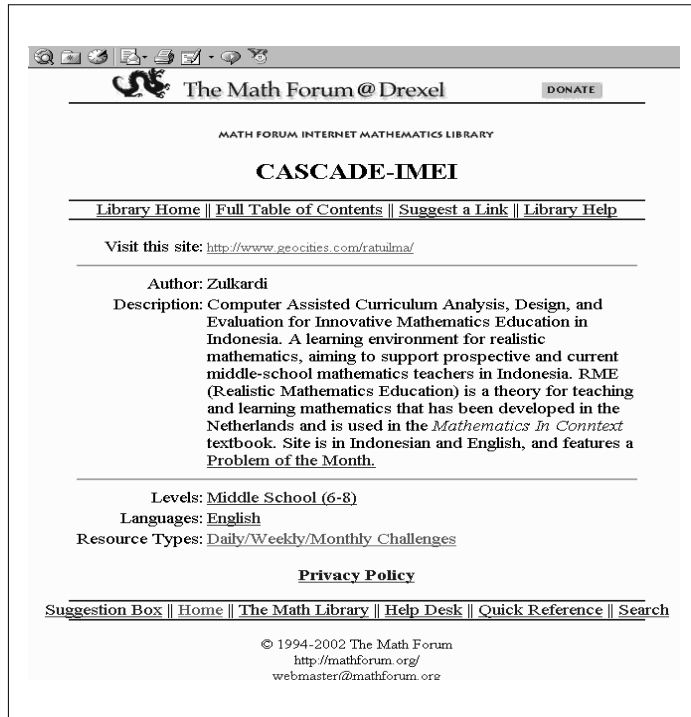 The Math Forum @ Drexel
DONATE
MATH FORUM INTERNET MATHEMATICS LIBRARY
CASCADE-IMEI
Library Home || Full Table of Contents || Suggest a Link || Library Help
Visit this site: http://www.geocities.com/ratuilma/
Author: Zulkardi
Description: Computer Assisted Curriculum Analysis, Design, and
Evaluation for Innovative Mathematics Education in
Indonesia. A learning environment for realistic
mathematics, aiming to support prospective and current
middle-school mathematics teachers in Indonesia. RME
(Realistic Mathematics Education) is a theory for teaching
and learning mathematics that has been developed in the
Netherlands and is used in the Mathematics In Conntext
textbook. Site is in Indonesian and English, and features a
Problem of the Month.
Levels: Middle School (6-8)
Languages: English
Resource Types: Daily/Weekly/Monthly Challenges
Privacy Policy
Suggestion Box || Home || The Math Library || Help Desk || Quick Reference || Search
© 1994-2002 The Math Forum
http://mathforum.org/
webmaster@mathforum.org